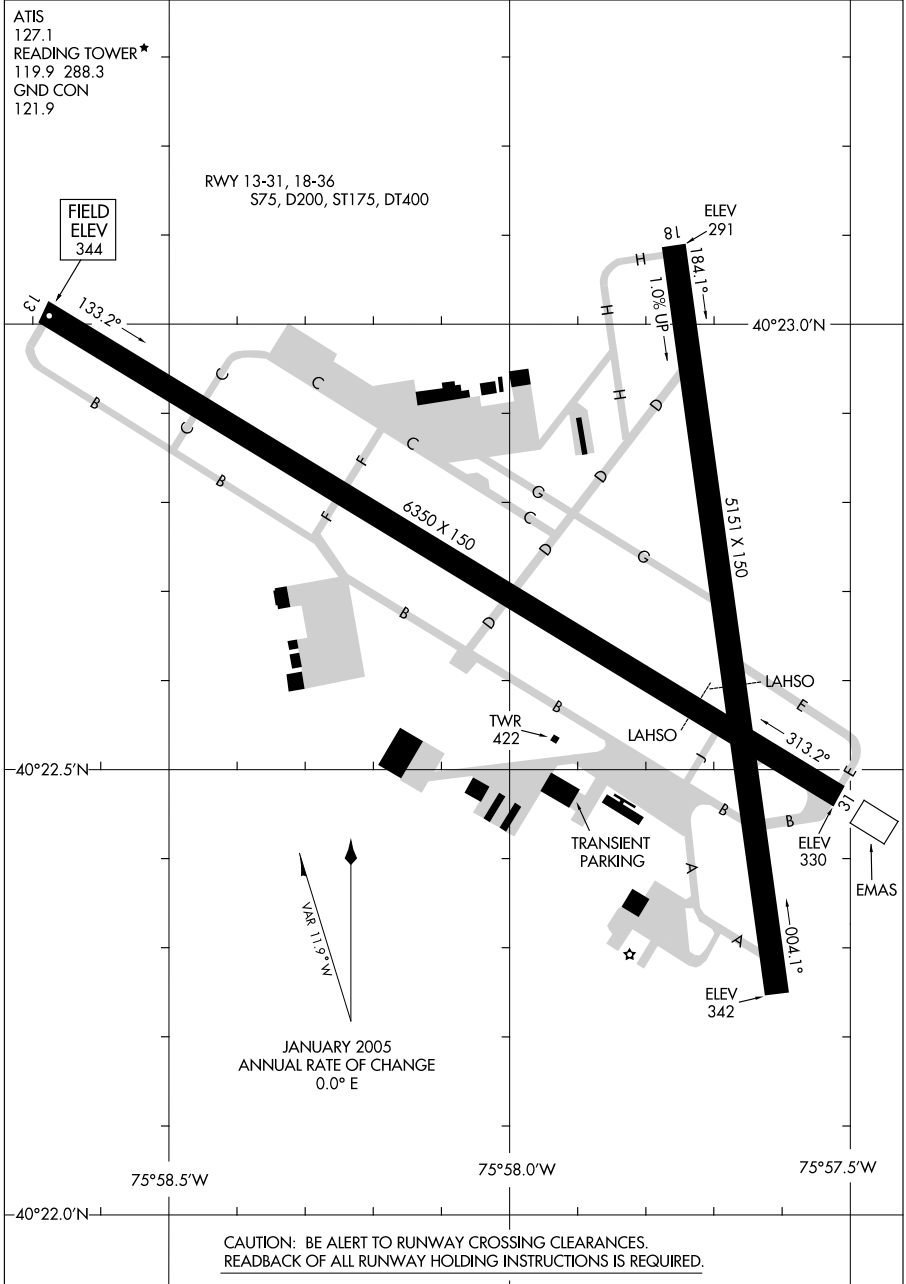 ATIS
127.1
READING TOWER★
119.9 288.3
GND CON
121.9
RWY 13-31, 18-36
S75, D200, ST175, DT400
FIELD
ELEV
344
13
133.2°
18
ELEV
291
184.1°
1.0% UP
40°23.0'N
H
H
H
C
C
C
C
C
B
B
B
B
B
B
F
F
D
D
D
D
G
G
6350 X 150
5151 X 150
LAHSO
LAHSO
E
E
313.2°
31
J
TWR
422
40°22.5'N
TRANSIENT
PARKING
ELEV
330
EMAS
A
A
004.1°
ELEV
342
VAR 11.9° W
JANUARY 2005
ANNUAL RATE OF CHANGE
0.0° E
75°58.5'W
75°58.0'W
75°57.5'W
40°22.0'N
CAUTION: BE ALERT TO RUNWAY CROSSING CLEARANCES.
READBACK OF ALL RUNWAY HOLDING INSTRUCTIONS IS REQUIRED.